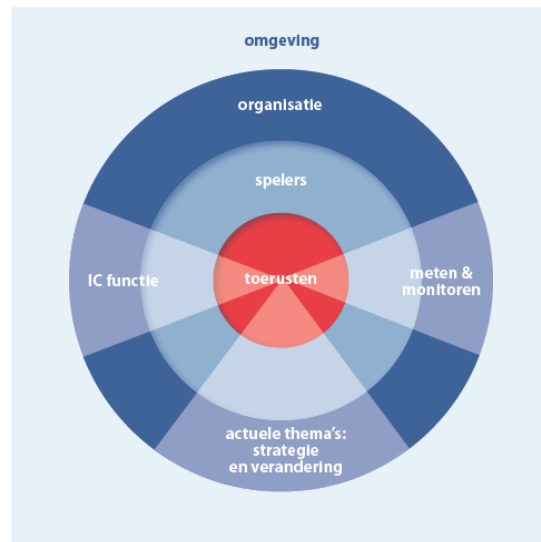 omgeving
organisatie
spelers
toerusten
IC functie
meten &
monitoren
actuele thema's:
strategie
en verandering